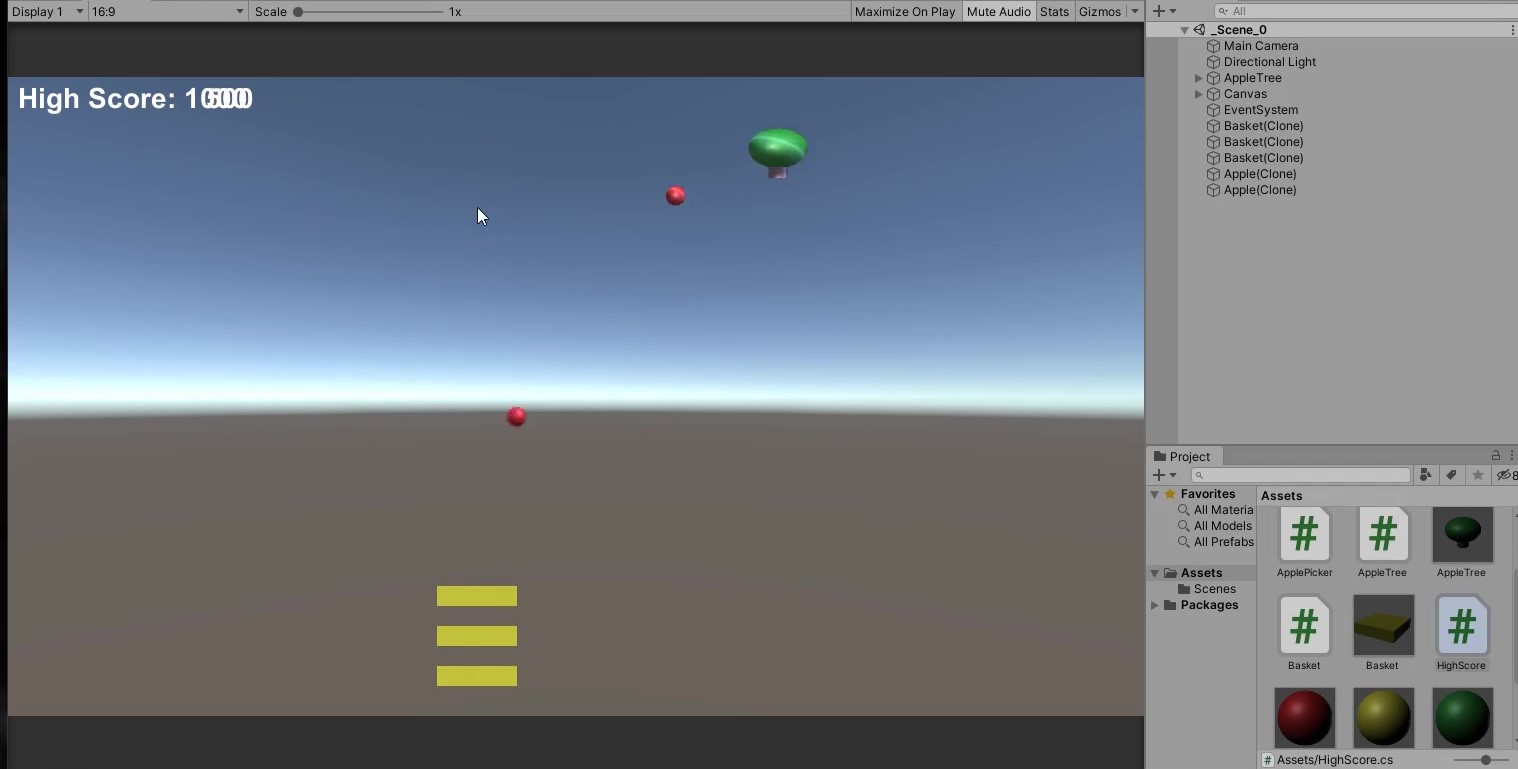 Display 1 16:9 Scale 1x Maximize On Play Mute Audio Stats Gizmos
All
_Scene_0
Main Camera
Directional Light
AppleTree
Canvas
EventSystem
Basket(Clone)
Basket(Clone)
Basket(Clone)
Apple(Clone)
Apple(Clone)
High Score:
Project
8
Favorites
All Materia
All Models
All Prefabs
Assets
Scenes
Packages
Assets
ApplePicker AppleTree AppleTree
Basket Basket HighScore
Assets/HighScore.cs